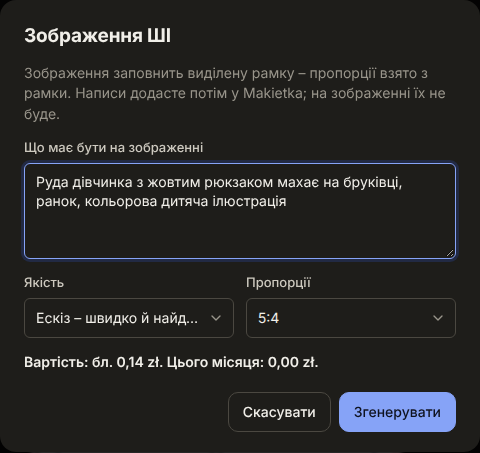 Зображення ШІ
Зображення заповнить виділену рамку – пропорції взято з
рамки. Написи додасте потім у Makietka; на зображенні їх не
буде.
Що має бути на зображенні
Руда дівчинка з жовтим рюкзаком махає на бруківці,
ранок, кольорова дитяча ілюстрація
Якість
Пропорції
Ескіз – швидко й найд...
5:4
Вартість: бл. 0,14 zł. Цього місяця: 0,00 zł.
Скасувати
Згенерувати